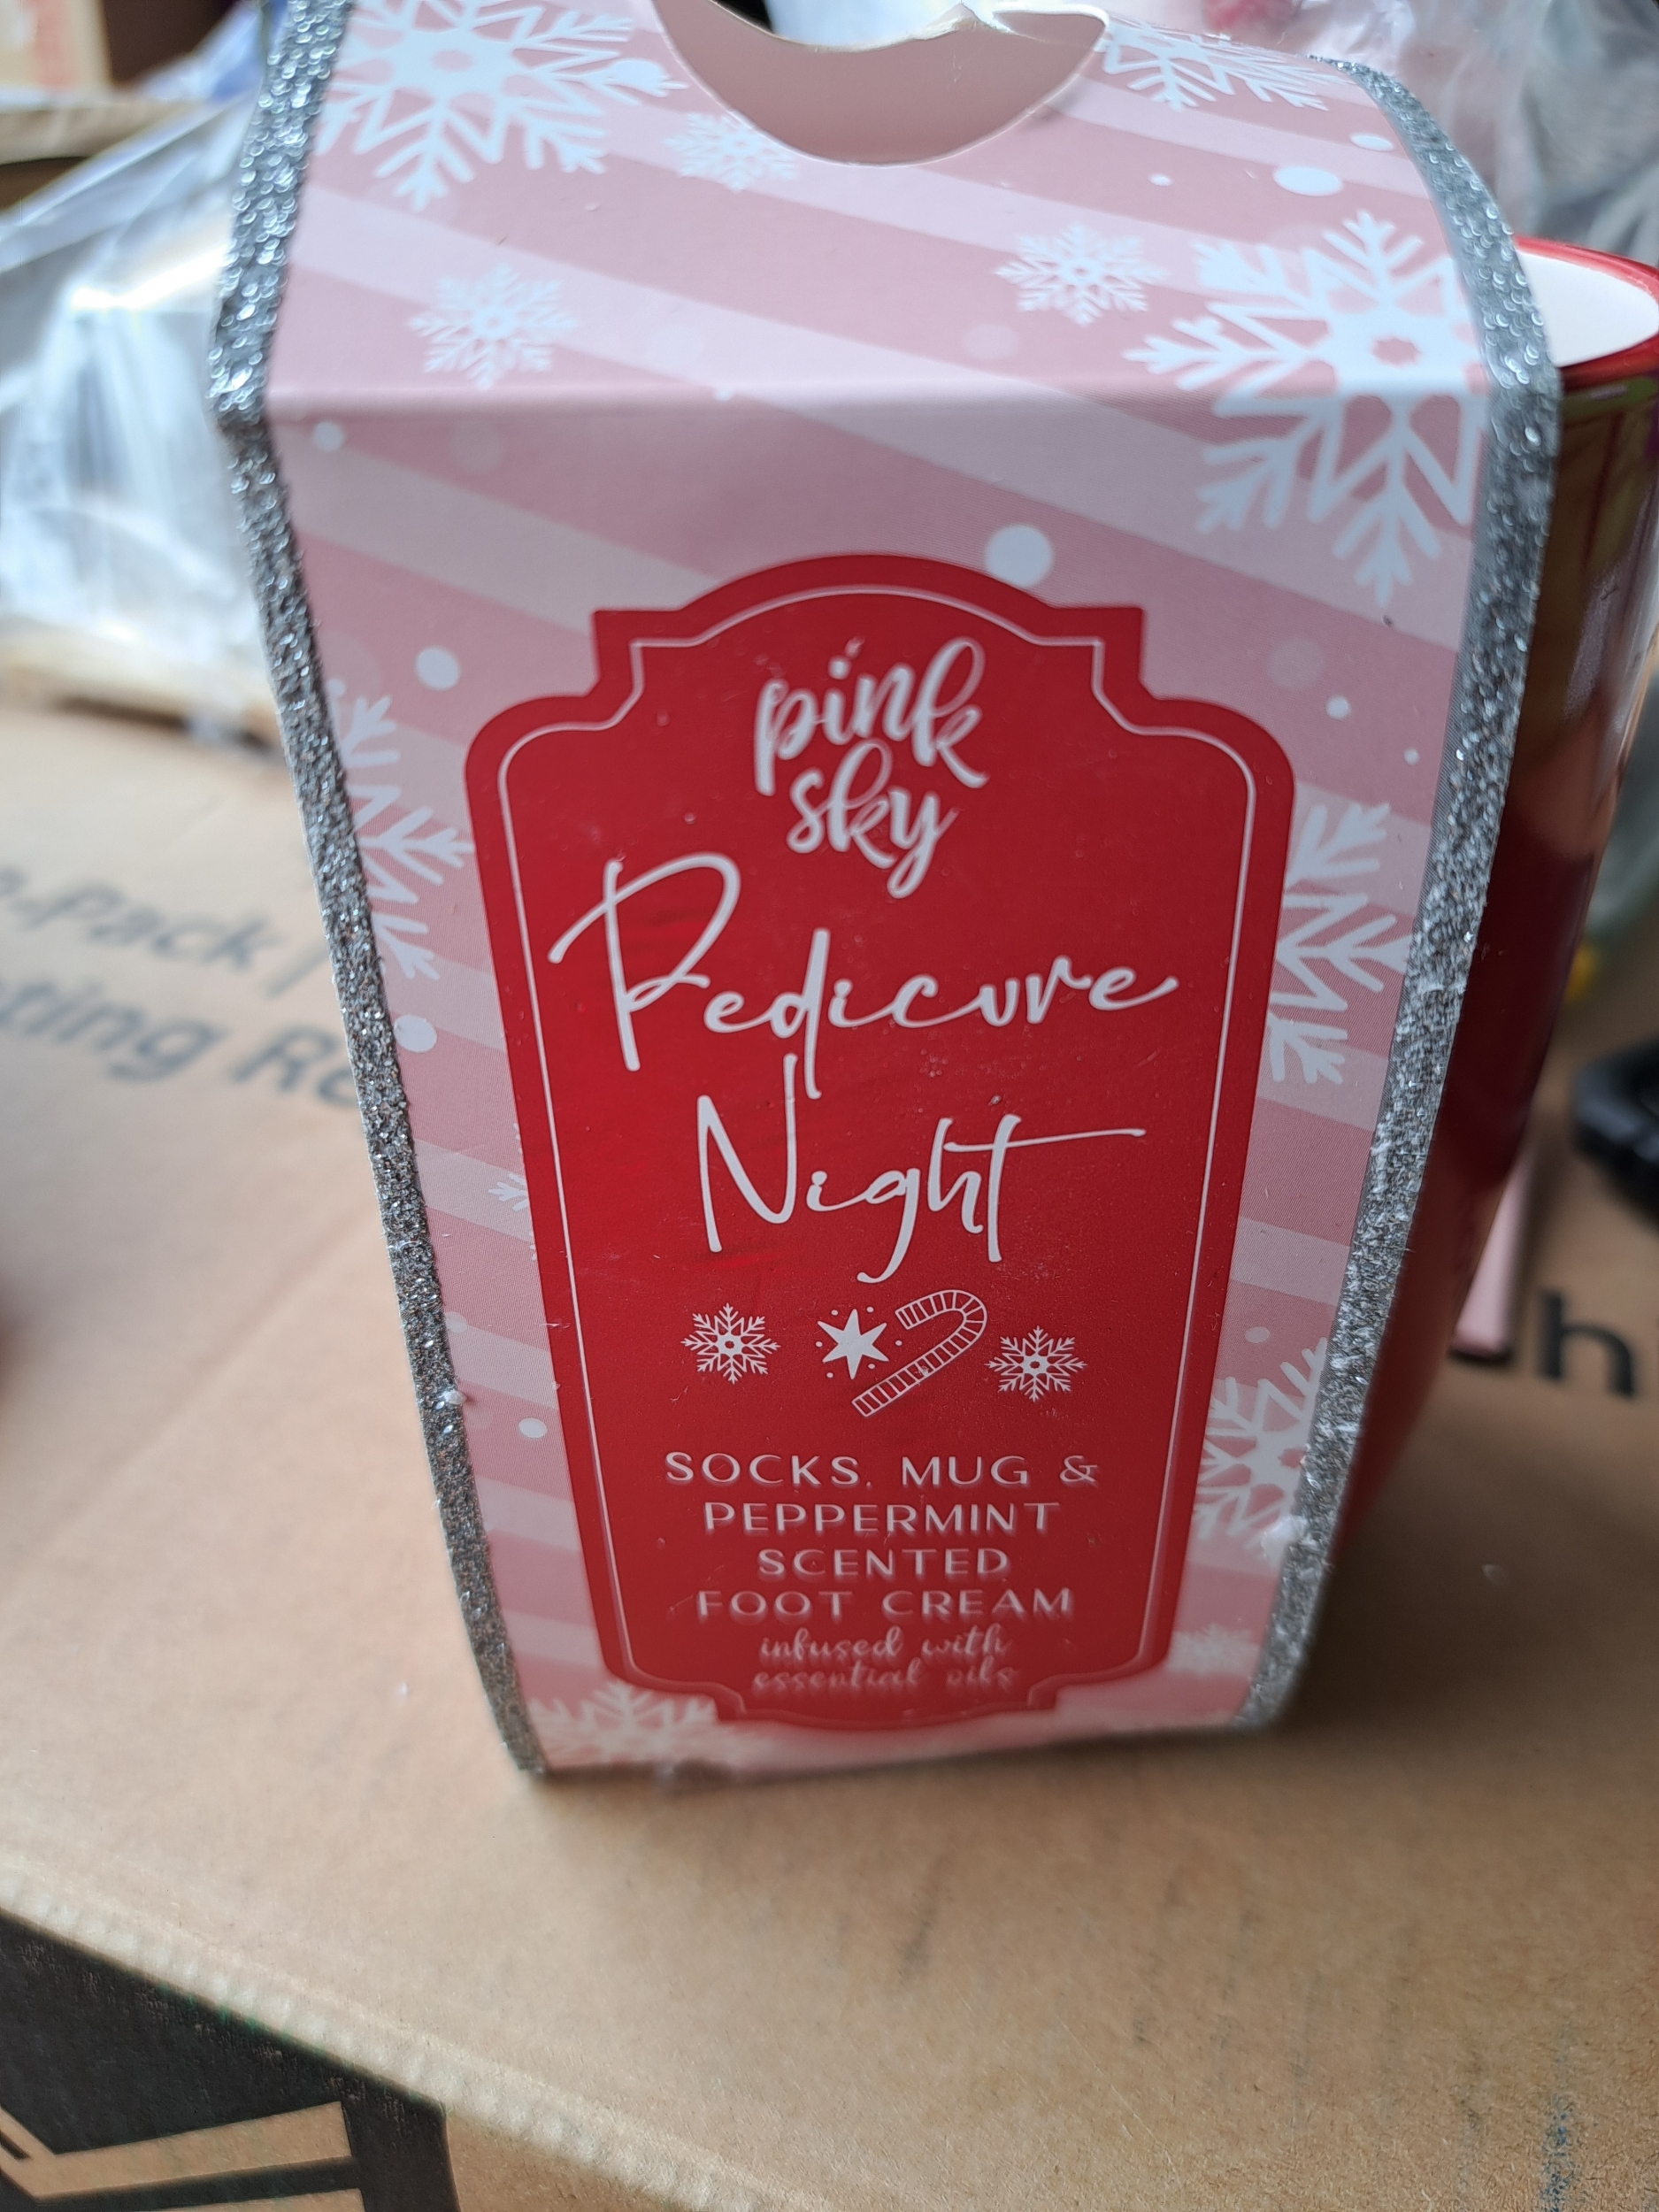 pink
sky
Pedicure
Night
SOCKS, MUG &
PEPPERMINT
SCENTED
FOOT CREAM
infused with
essential oils